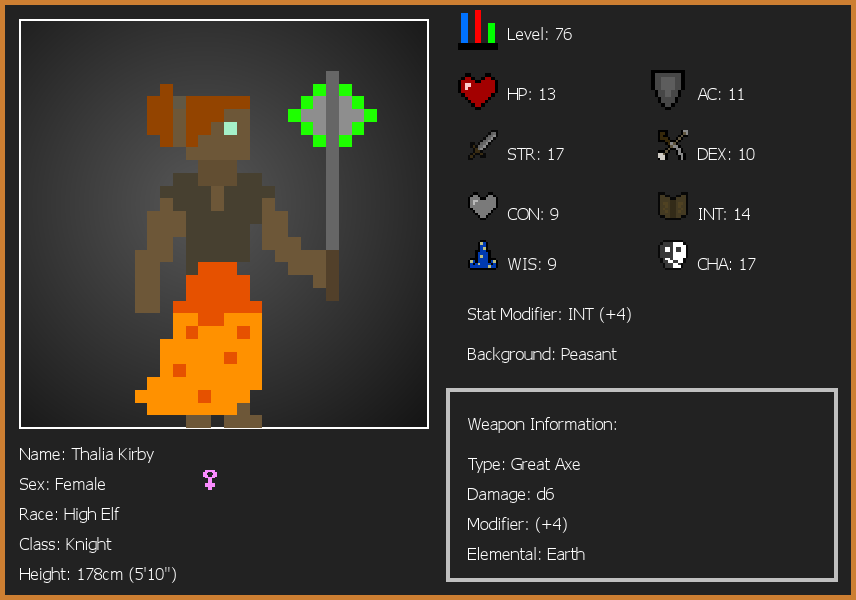 Level: 76
HP: 13
AC: 11
STR: 17
DEX: 10
CON: 9
INT: 14
WIS: 9
CHA: 17
Stat Modifier: INT (+4)
Background: Peasant
Weapon Information:
Type: Great Axe
Damage: d6
Modifier: (+4)
Elemental: Earth
Name: Thalia Kirby
Sex: Female
Race: High Elf
Class: Knight
Height: 178cm (5'10")